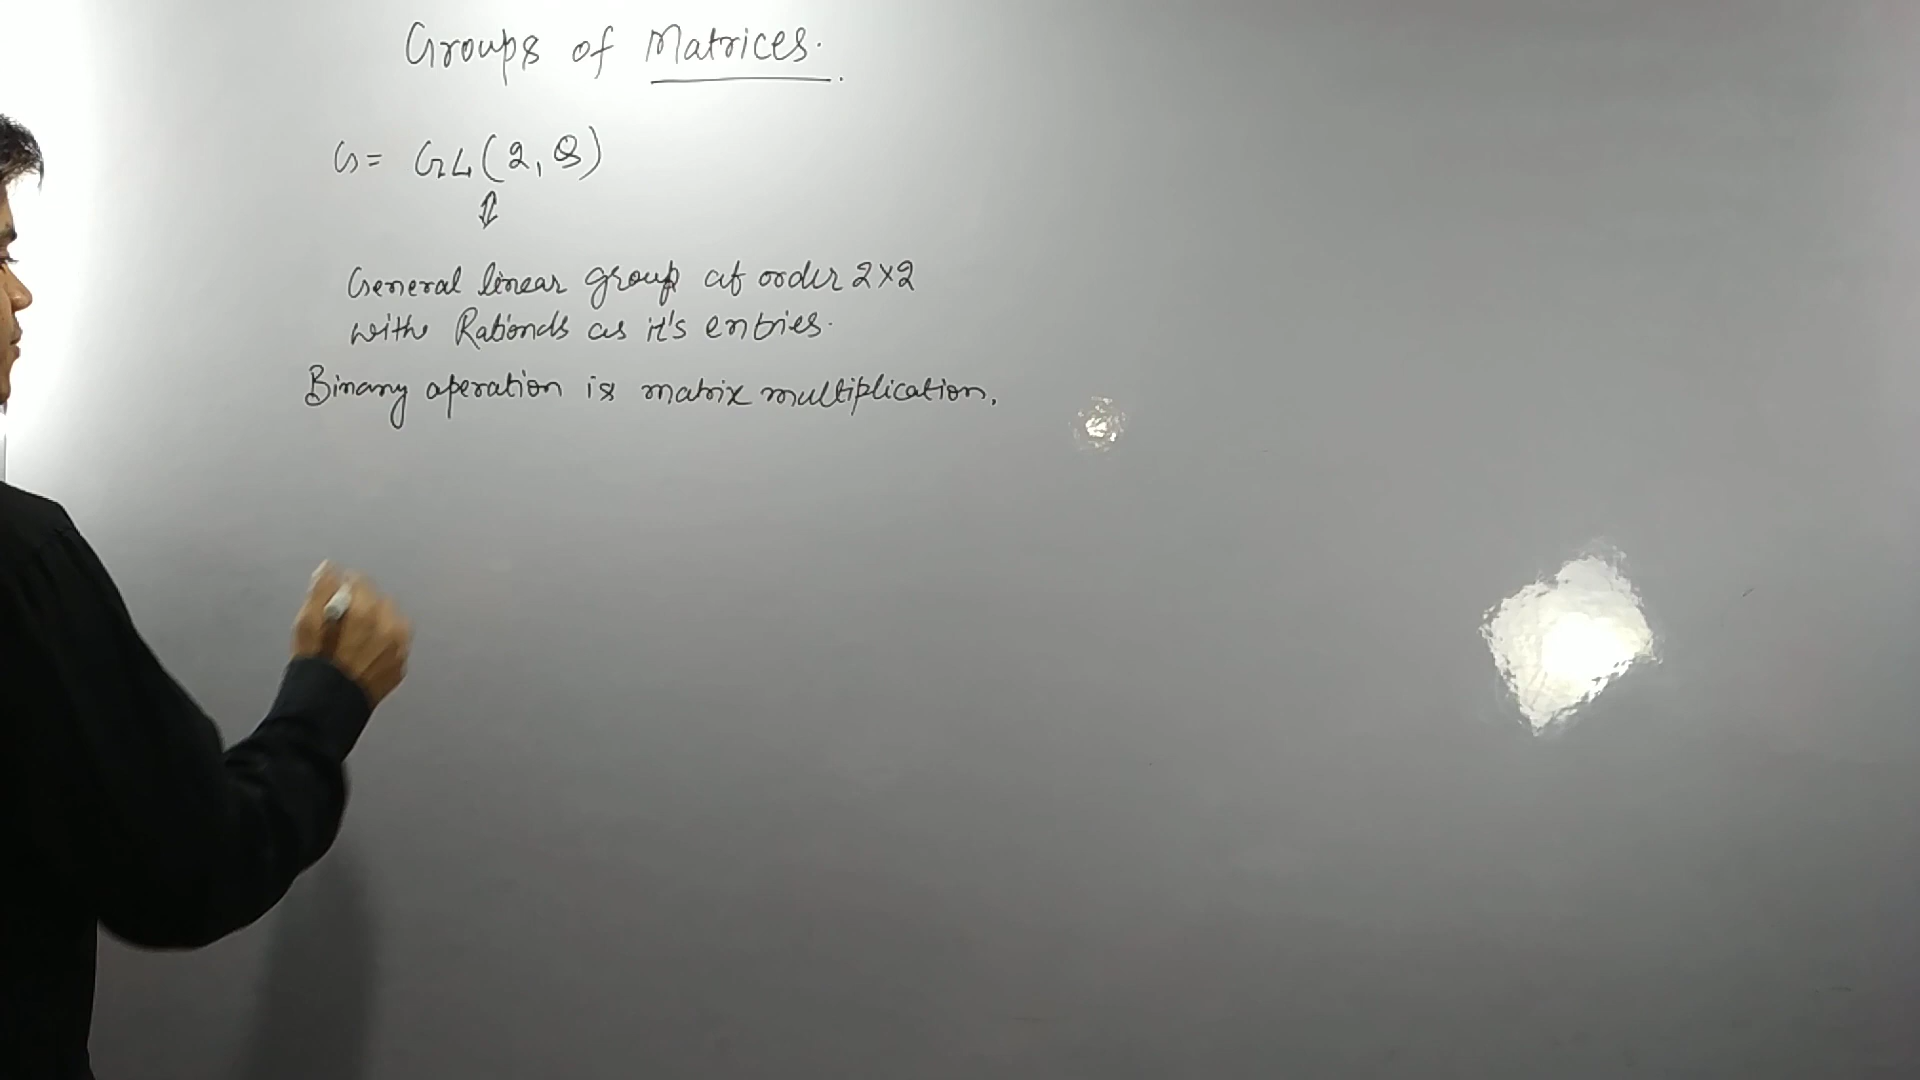 Groups of Matrices.
G = GL(2, Q)
⇕
General linear group of order 2×2
with Rationals as it's entries.
Binary operation is matrix multiplication.